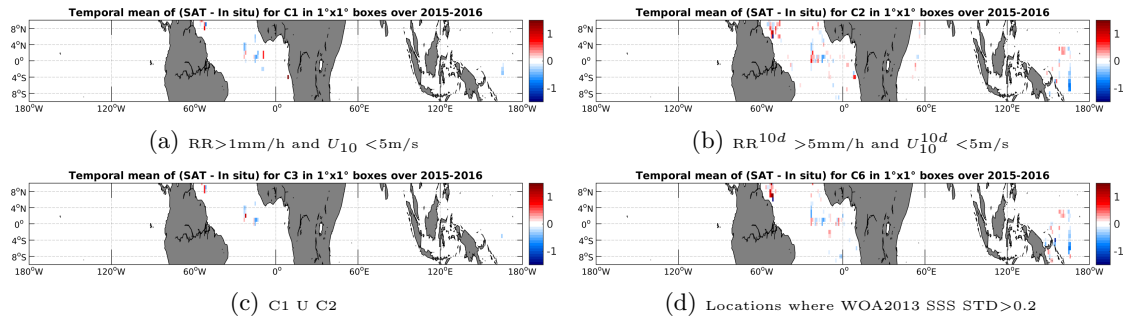 Temporal mean of (SAT - In situ) for C1 in 1°x1° boxes over 2015-2016
8°N
4°N
0°
4°S
8°S
180°W
120°W
60°W
0°
60°E
120°E
180°W
1
0
-1
(a) RR>1mm/h and U10 <5m/s
Temporal mean of (SAT - In situ) for C2 in 1°x1° boxes over 2015-2016
8°N
4°N
0°
4°S
8°S
180°W
120°W
60°W
0°
60°E
120°E
180°W
1
0
-1
(b) RR^10d >5mm/h and U10^10d <5m/s
Temporal mean of (SAT - In situ) for C3 in 1°x1° boxes over 2015-2016
8°N
4°N
0°
4°S
8°S
180°W
120°W
60°W
0°
60°E
120°E
180°W
1
0
-1
(c) C1 U C2
Temporal mean of (SAT - In situ) for C6 in 1°x1° boxes over 2015-2016
8°N
4°N
0°
4°S
8°S
180°W
120°W
60°W
0°
60°E
120°E
180°W
1
0
-1
(d) Locations where WOA2013 SSS STD>0.2